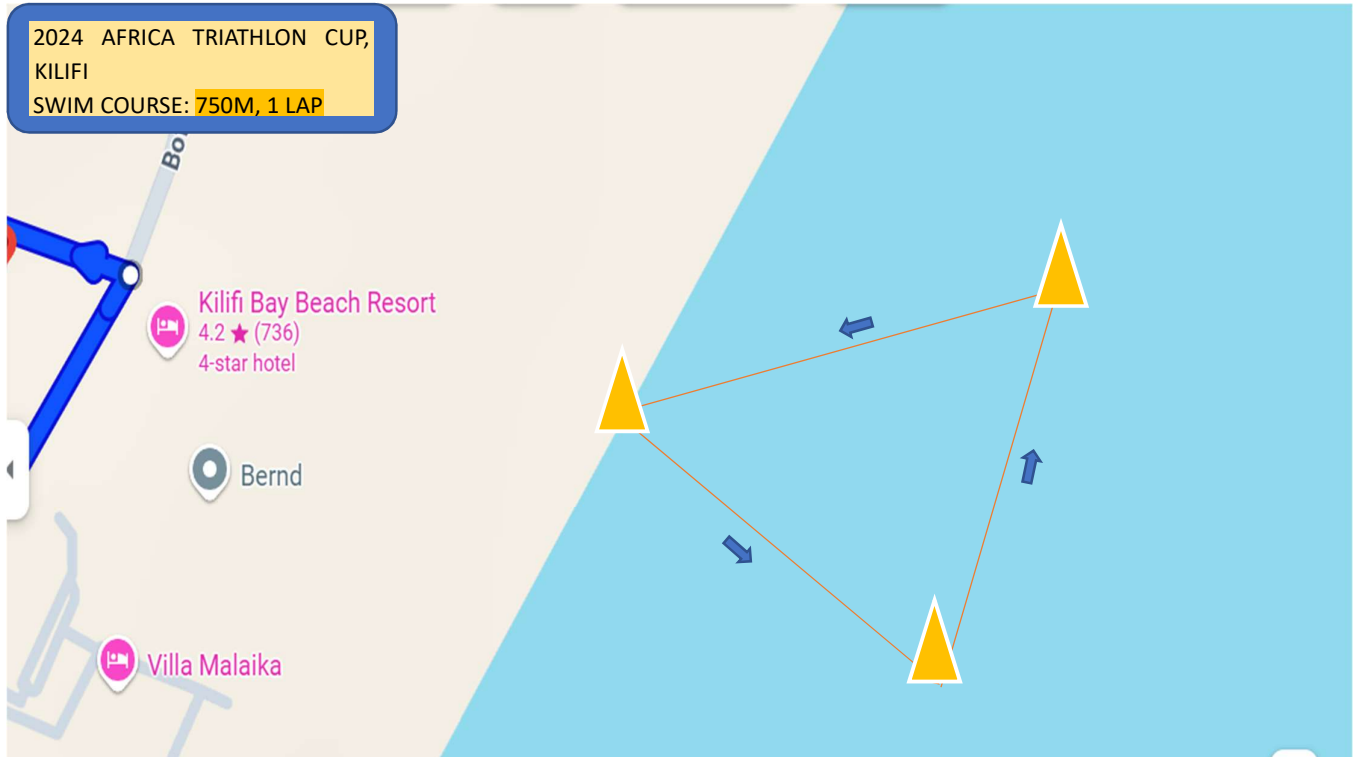 2024 AFRICA TRIATHLON CUP,
KILIFI
SWIM COURSE: 750M, 1 LAP
Kilifi Bay Beach Resort
4.2 ★ (736)
4-star hotel
Bernd
Villa Malaika